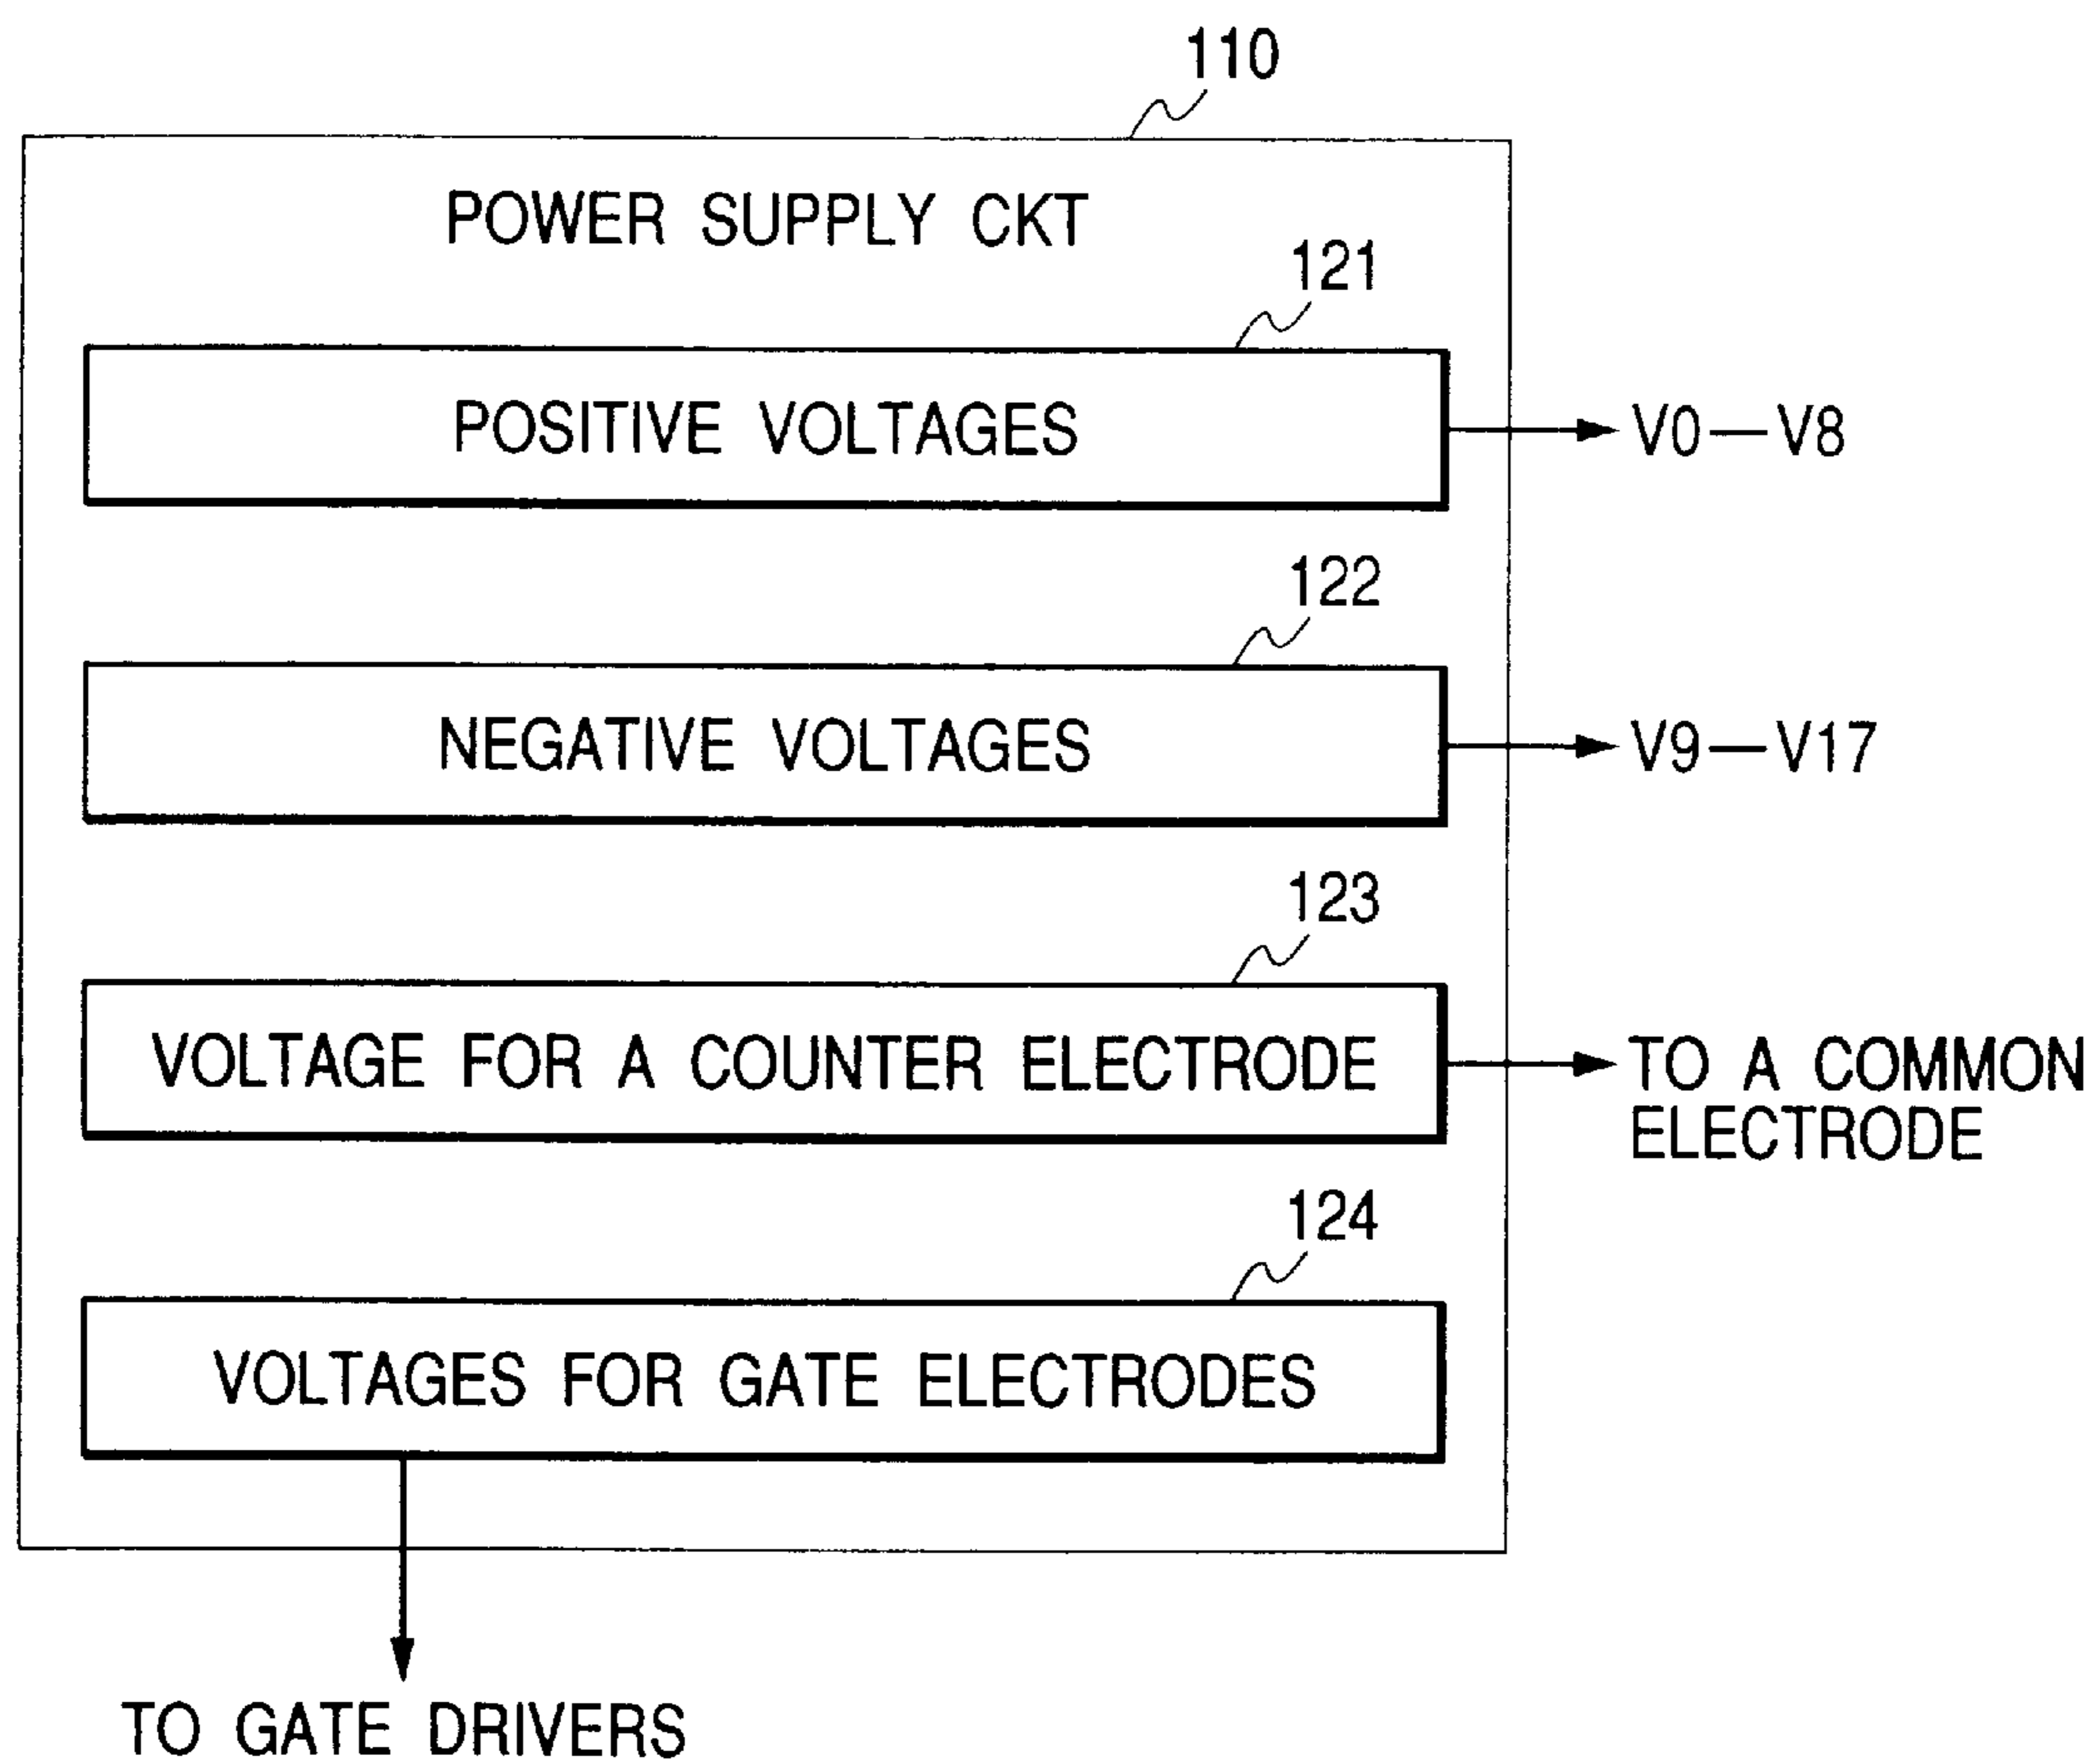 110
POWER SUPPLY CKT
121
POSITIVE VOLTAGES
V0—V8
122
NEGATIVE VOLTAGES
V9—V17
123
VOLTAGE FOR A COUNTER ELECTRODE
TO A COMMON
ELECTRODE
124
VOLTAGES FOR GATE ELECTRODES
TO GATE DRIVERS